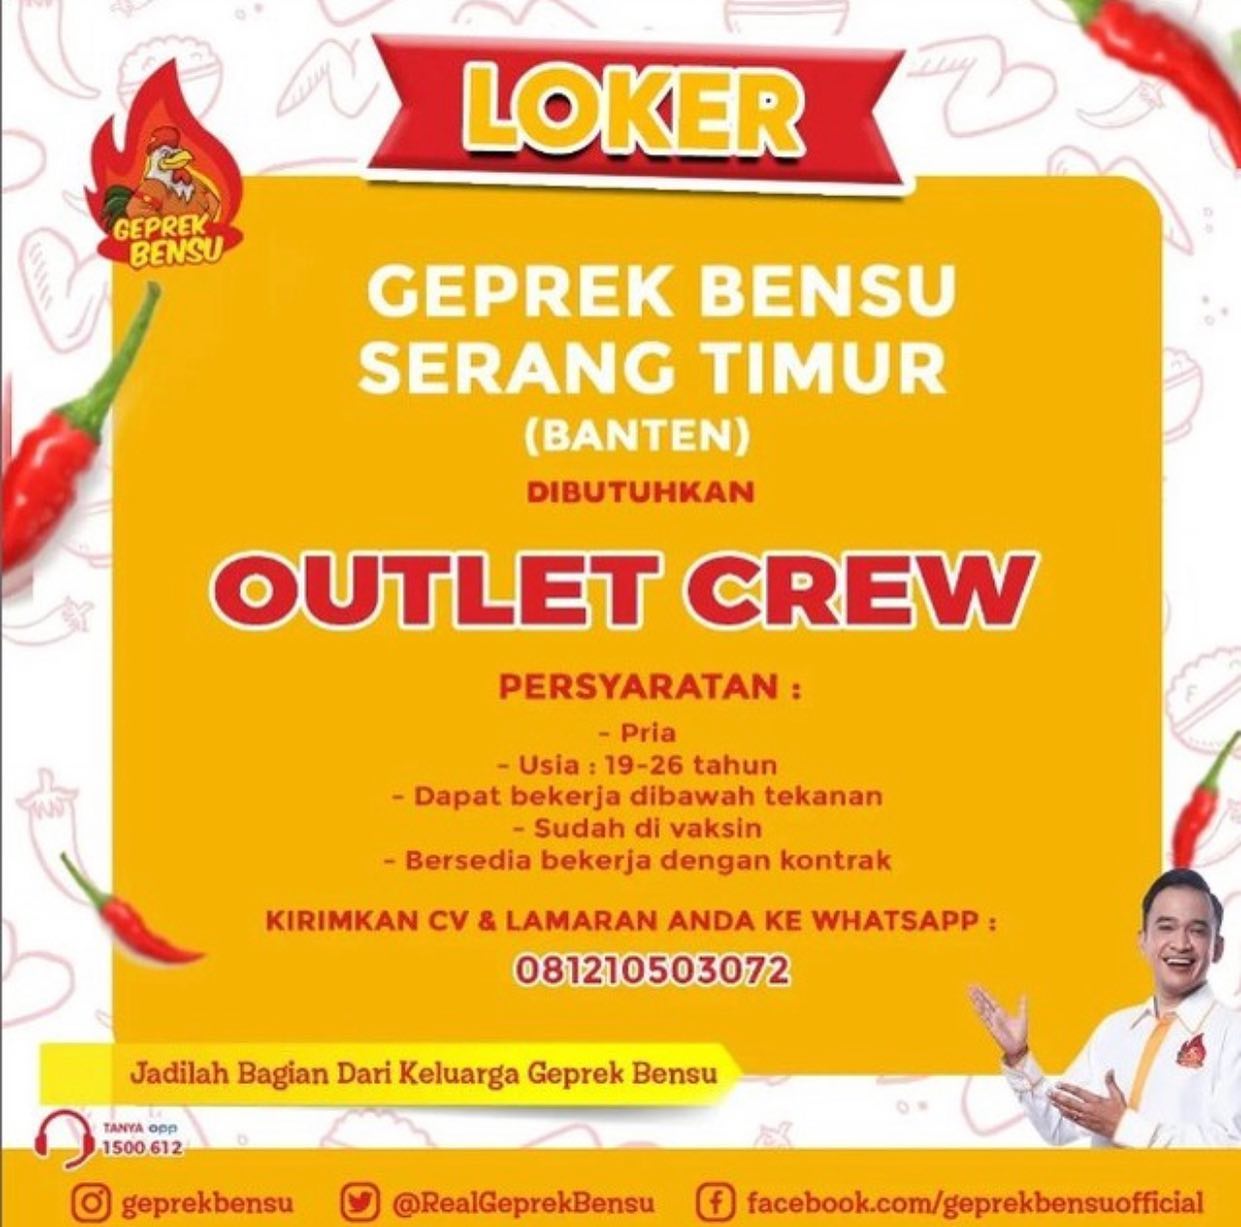 LOKER
GEPREK
BENSU
GEPREK BENSU
SERANG TIMUR
(BANTEN)
DIBUTUHKAN
OUTLET CREW
PERSYARATAN :
- Pria
- Usia : 19-26 tahun
- Dapat bekerja dibawah tekanan
- Sudah di vaksin
- Bersedia bekerja dengan kontrak
KIRIMKAN CV & LAMARAN ANDA KE WHATSAPP :
081210503072
Jadilah Bagian Dari Keluarga Geprek Bensu
TANYA opp
1500 612
geprekbensu @RealGeprekBensu facebook.com/geprekbensuofficial